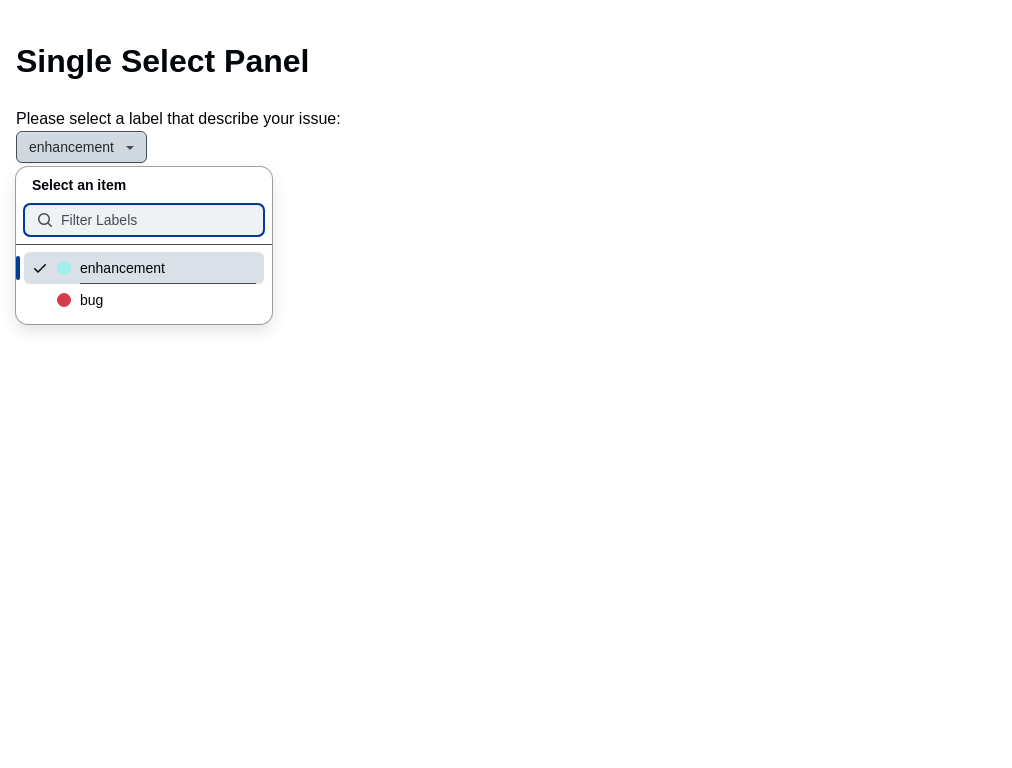 Single Select Panel
Please select a label that describe your issue:
enhancement
Select an item
Filter Labels
enhancement
bug